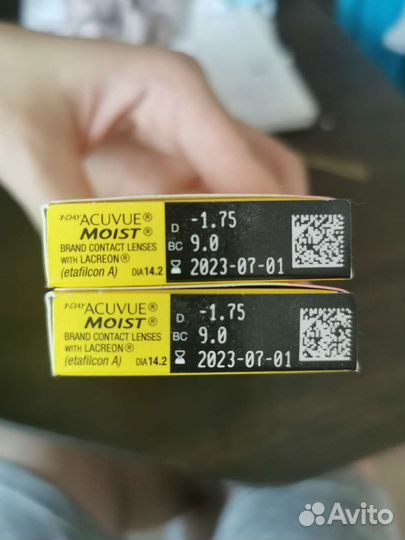 1-DAY ACUVUE®
MOIST®
BRAND CONTACT LENSES
WITH LACREON®
(etafilcon A) DIA 14.2
D -1.75
BC 9.0
2023-07-01
1-DAY ACUVUE®
MOIST®
BRAND CONTACT LENSES
WITH LACREON®
(etafilcon A) DIA 14.2
D -1.75
BC 9.0
2023-07-01
Avito